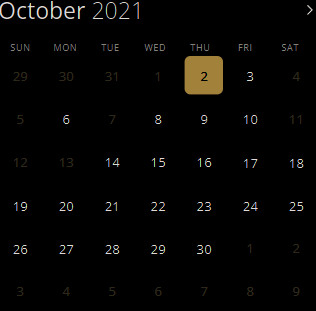 October 2021
SUN MON TUE WED THU FRI SAT
29 30 31 1 2 3 4
5 6 7 8 9 10 11
12 13 14 15 16 17 18
19 20 21 22 23 24 25
26 27 28 29 30 1 2
3 4 5 6 7 8 9